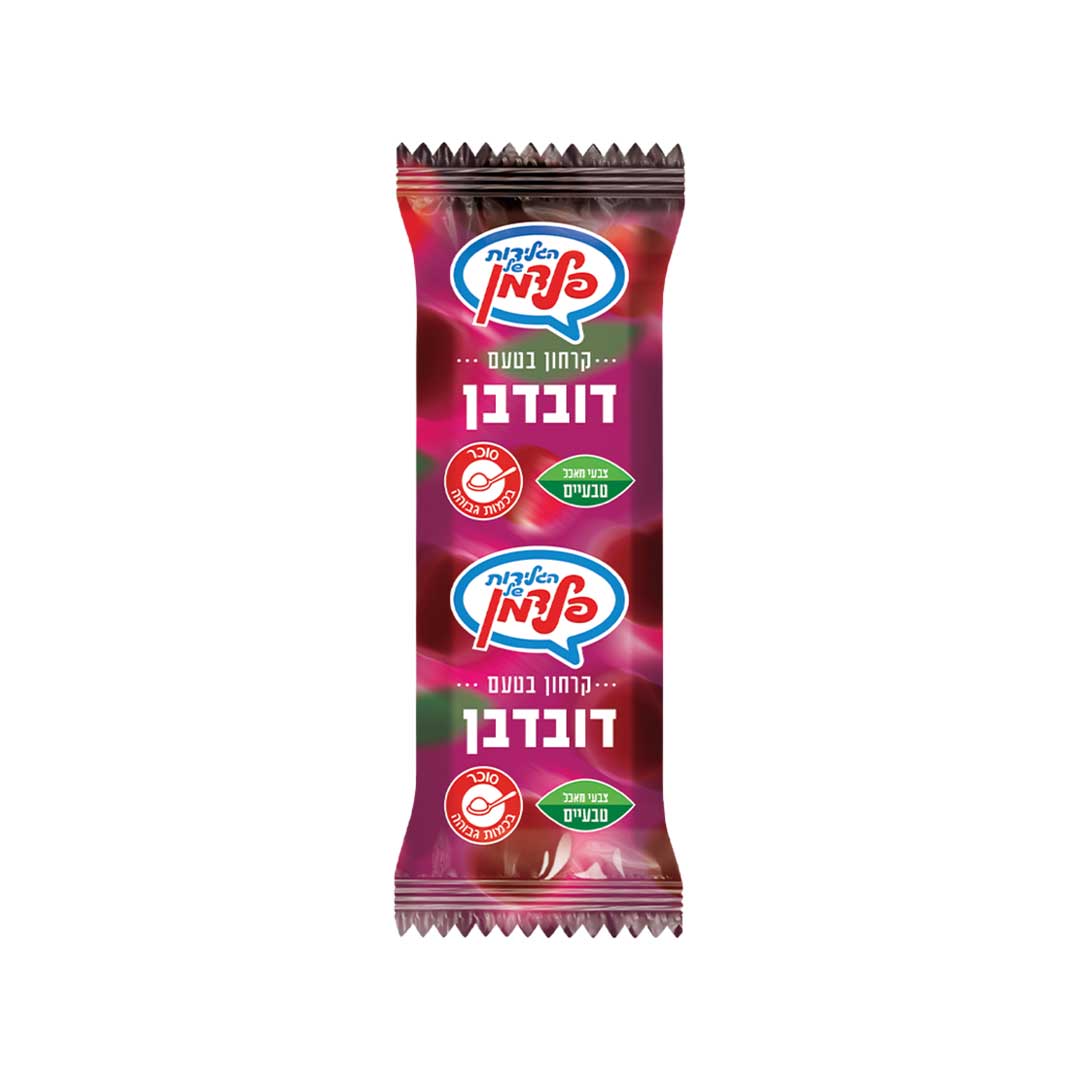 הגלידות
של
פלדמן
קרחון בטעם
דובדבן
סוכר
בכמות גבוהה
צבעי מאכל
טבעיים
הגלידות
של
פלדמן
קרחון בטעם
דובדבן
סוכר
בכמות גבוהה
צבעי מאכל
טבעיים